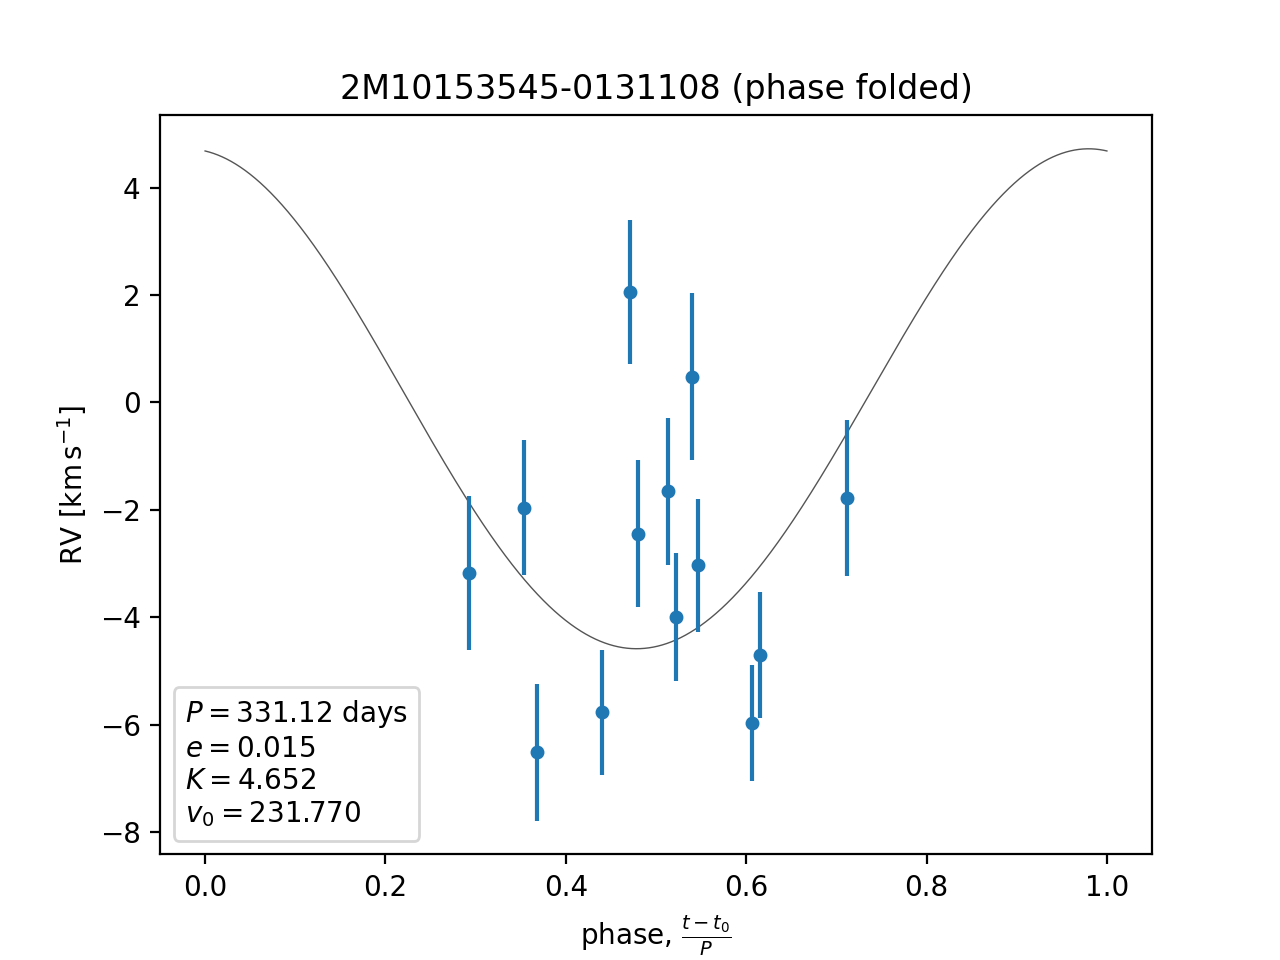 2M10153545-0131108 (phase folded)
RV [km s⁻¹]
4
2
0
−2
−4
−6
−8
P = 331.12 days
e = 0.015
K = 4.652
v₀ = 231.770
0.0 0.2 0.4 0.6 0.8 1.0
phase, (t − t₀)/P